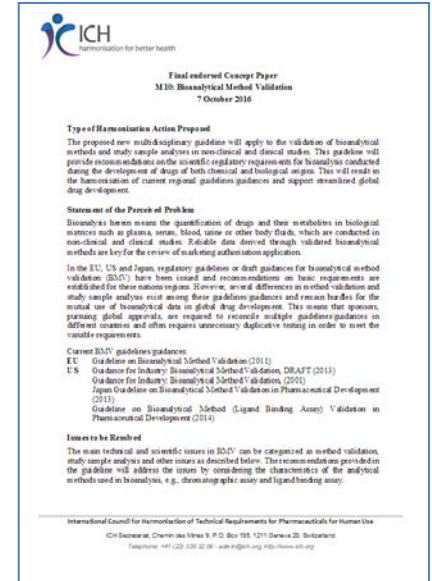 ICH
harmonisation for better health
Final endorsed Concept Paper
M10: Bioanalytical Method Validation
7 October 2016
Type of Harmonisation Action Proposed
The proposed new multidisciplinary guideline will apply to the validation of bioanalytical
methods and study sample analyses in non-clinical and clinical studies. This guideline will
provide recommendations on the scientific regulatory requirements for bioanalysis conducted
during the development of drugs of both chemical and biological origins. This will result in
the harmonisation of current regional guidelines/guidances and support streamlined global
drug development.
Statement of the Perceived Problem
Bioanalysis herein means the quantification of drugs and their metabolites in biological
matrices such as plasma, serum, blood, urine or other body fluids, which are conducted in
non-clinical and clinical studies. Reliable data derived through validated bioanalytical
methods are key for the review of marketing authorisation application.
In the EU, US and Japan, regulatory guidelines or draft guidances for bioanalytical method
validation (BMV) have been issued and recommendations on basic requirements are
established for these nations/regions. However, several differences in method validation and
study sample analysis exist among these guidelines/guidances and remain hurdles for the
mutual use of bioanalytical data in global drug development. This means that sponsors,
pursuing global approvals, are required to reconcile multiple guidelines/guidances in
different countries and often requires unnecessary duplicative testing in order to meet the
variable requirements.
Current BMV guidelines/guidances:
EU Guideline on Bioanalytical Method Validation (2011)
US Guidance for Industry: Bioanalytical Method Validation, DRAFT (2013)
Guidance for Industry: Bioanalytical Method Validation, (2001)
Japan Guideline on Bioanalytical Method Validation in Pharmaceutical Development
(2013)
Guideline on Bioanalytical Method (Ligand Binding Assay) Validation in
Pharmaceutical Development (2014)
Issues to be Resolved
The main technical and scientific issues in BMV can be categorized as method validation,
study sample analysis and other issues as described below. The recommendations provided in
the guideline will address the issues by considering the characteristics of the analytical
methods used in bioanalysis, e.g., chromatographic assay and ligand binding assay.
International Council for Harmonisation of Technical Requirements for Pharmaceuticals for Human Use
ICH Secretariat, Chemin des Mines 9, P.O. Box 195, 1211 Geneva 20, Switzerland
Telephone: +41 (22) 338 32 06 - admin@ich.org, http://www.ich.org